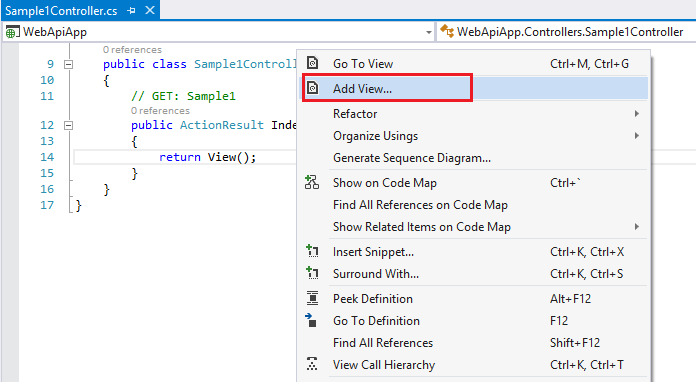 Sample1Controller.cs
WebApiApp WebApiApp.Controllers.Sample1Controller
0 references
9 public class Sample1Controll
10 {
11 // GET: Sample1
0 references
12 public ActionResult Inde
13 {
14 return View();
15 }
16 }
17 }
Go To View Ctrl+M, Ctrl+G
Add View...
Refactor
Organize Usings
Generate Sequence Diagram...
Show on Code Map Ctrl+`
Find All References on Code Map
Show Related Items on Code Map
Insert Snippet... Ctrl+K, Ctrl+X
Surround With... Ctrl+K, Ctrl+S
Peek Definition Alt+F12
Go To Definition F12
Find All References Shift+F12
View Call Hierarchy Ctrl+K, Ctrl+T